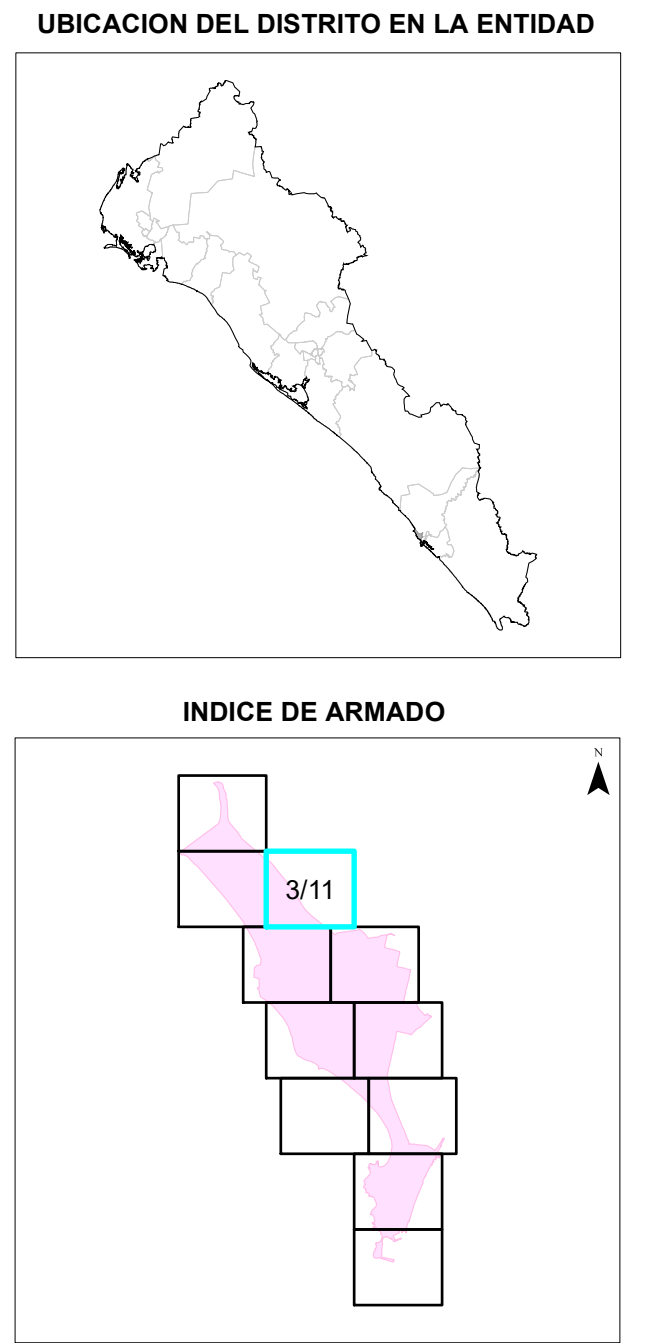 UBICACION DEL DISTRITO EN LA ENTIDAD
INDICE DE ARMADO
N
3/11